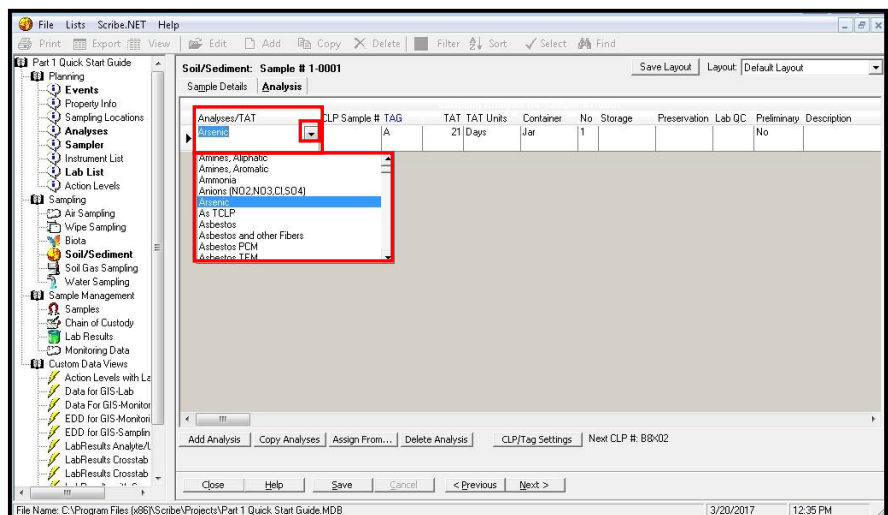 File Lists Scribe.NET Help
Print Export View Edit Add Copy Delete Filter Sort Select Find
Part 1 Quick Start Guide
Planning
Events
Property Info
Sampling Locations
Analyses
Sampler
Instrument List
Lab List
Action Levels
Sampling
Air Sampling
Wipe Sampling
Biota
Soil/Sediment
Soil Gas Sampling
Water Sampling
Sample Management
Samples
Chain of Custody
Lab Results
Monitoring Data
Custom Data Views
Action Levels with La
Data for GIS-Lab
Data For GIS-Monitor
EDD for GIS-Monitori
EDD for GIS-Samplin
LabResults Analyte/L
LabResults Crosstab
LabResults Crosstab
Soil/Sediment: Sample # 1-0001
Save Layout Layout: Default Layout
Sample Details Analysis
Analyses/TAT CLP Sample # TAG TAT TAT Units Container No Storage Preservation Lab QC Preliminary Description
Arsenic A 21 Days Jar 1 No
Amines, Aliphatic
Amines, Aromatic
Ammonia
Anions (NO2,NO3,Cl,SO4)
Arsenic
As TCLP
Asbestos
Asbestos and other Fibers
Asbestos PCM
Asbestos TEM
Add Analysis Copy Analyses Assign From... Delete Analysis CLP/Tag Settings Next CLP #: B8X02
Close Help Save Cancel < Previous Next >
File Name: C:\Program Files (x86)\Scribe\Projects\Part 1 Quick Start Guide.MDB 3/20/2017 12:35 PM